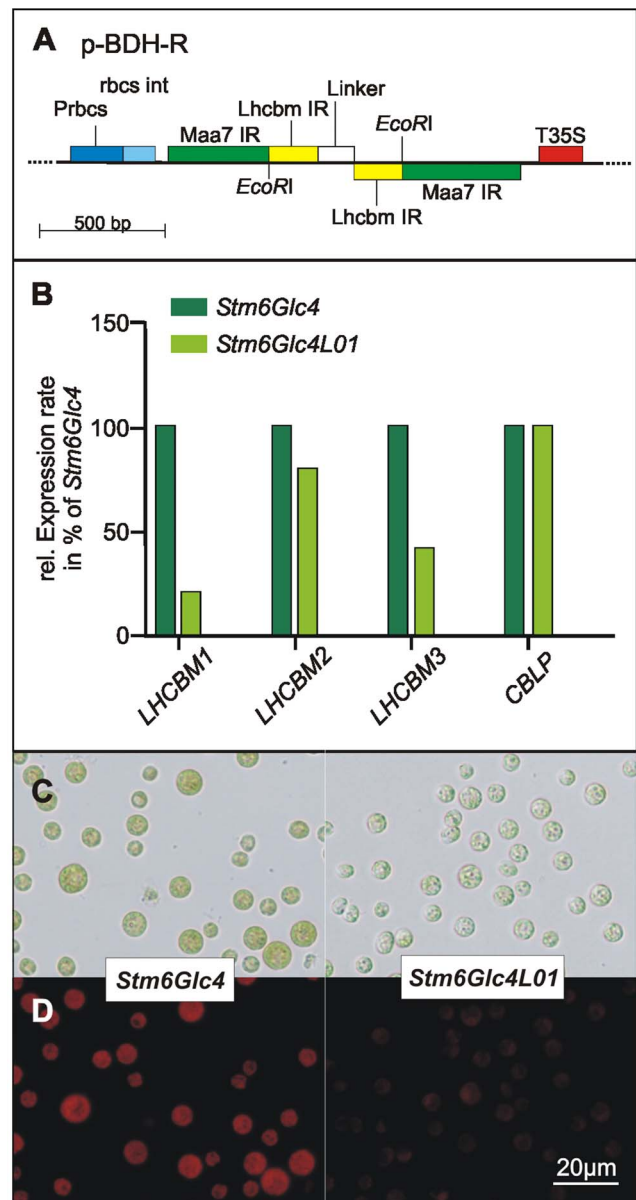 A p-BDH-R
rbcs int
Prbcs
Lhcbm IR
Linker
Maa7 IR
EcoRI
T35S
EcoRI
Maa7 IR
Lhcbm IR
500 bp
B
Stm6Glc4
Stm6Glc4L01
rel. Expression rate
in % of Stm6Glc4
150
100
50
0
LHCBM1
LHCBM2
LHCBM3
CBLP
C
Stm6Glc4
Stm6Glc4L01
D
20µm